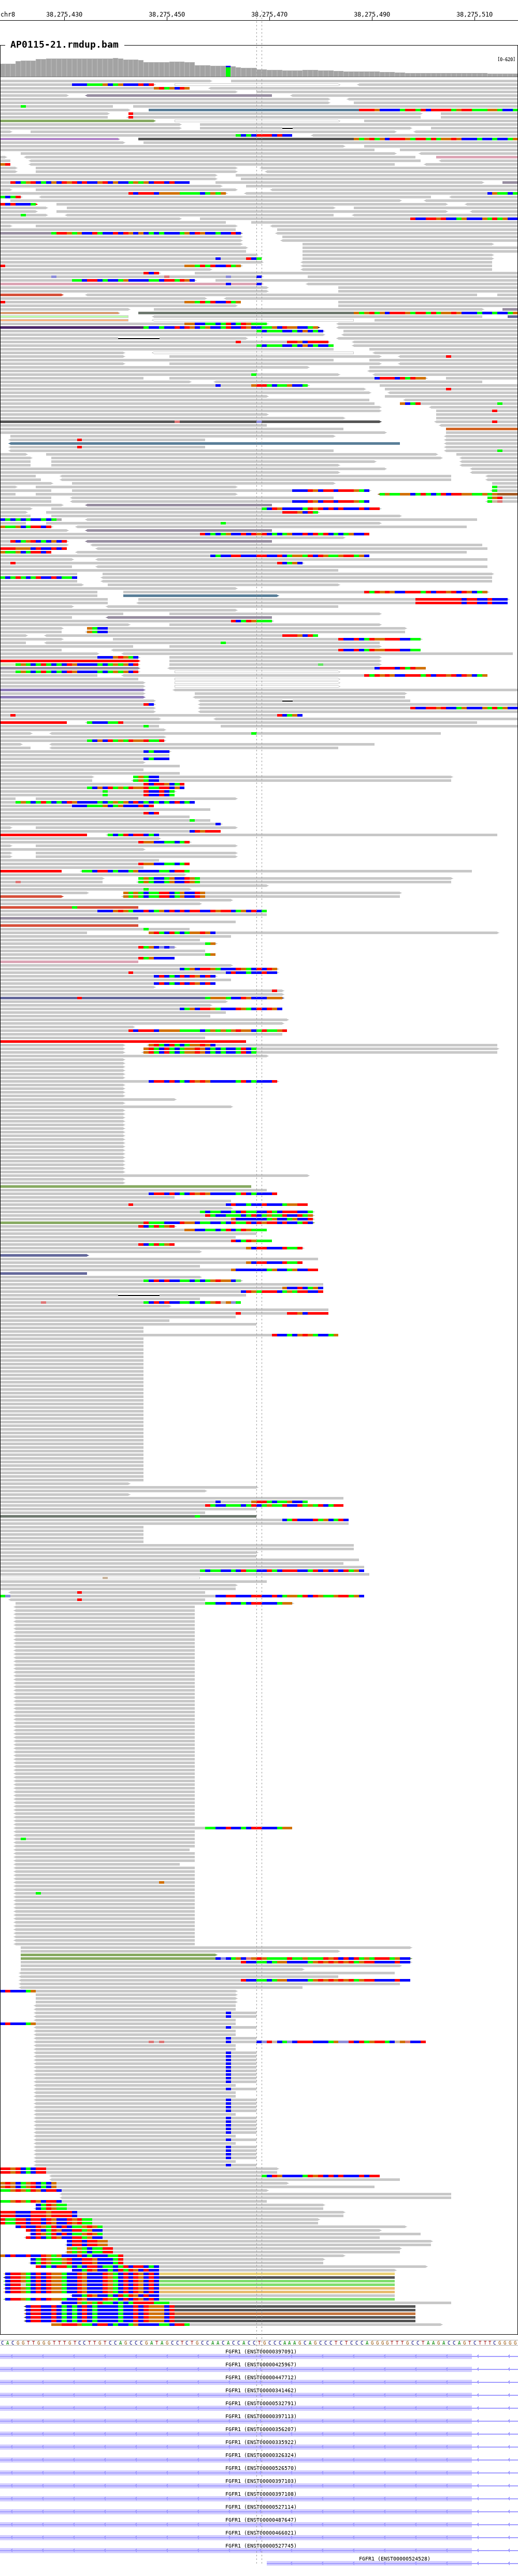 chr8 38,275,430 38,275,450 38,275,470 38,275,490 38,275,510
AP0115-21.rmdup.bam
[0-620]
FGFR1 (ENST00000397091)
FGFR1 (ENST00000425967)
FGFR1 (ENST00000447712)
FGFR1 (ENST00000341462)
FGFR1 (ENST00000532791)
FGFR1 (ENST00000397113)
FGFR1 (ENST00000356207)
FGFR1 (ENST00000335922)
FGFR1 (ENST00000326324)
FGFR1 (ENST00000526570)
FGFR1 (ENST00000397103)
FGFR1 (ENST00000397108)
FGFR1 (ENST00000527114)
FGFR1 (ENST00000487647)
FGFR1 (ENST00000466021)
FGFR1 (ENST00000527745)
FGFR1 (ENST00000524528)